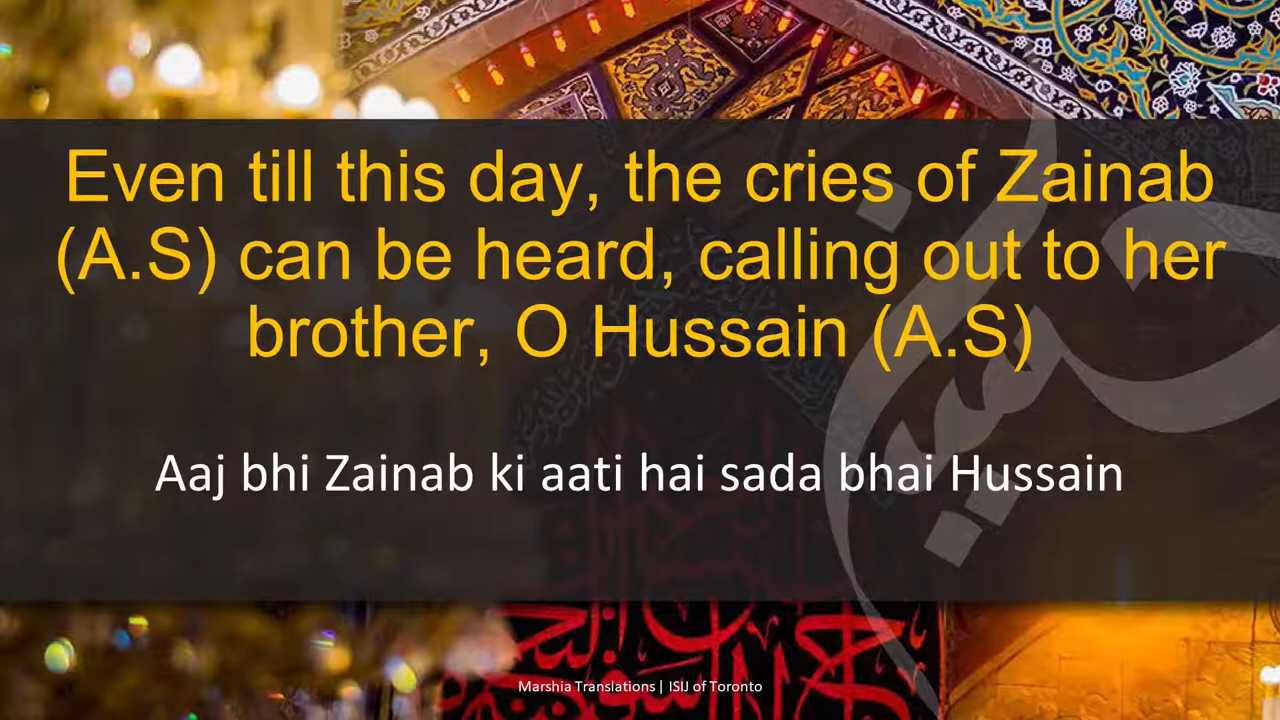 Even till this day, the cries of Zainab
(A.S) can be heard, calling out to her
brother, O Hussain (A.S)
Aaj bhi Zainab ki aati hai sada bhai Hussain
حسين
Marshia Translations | ISIJ of Toronto